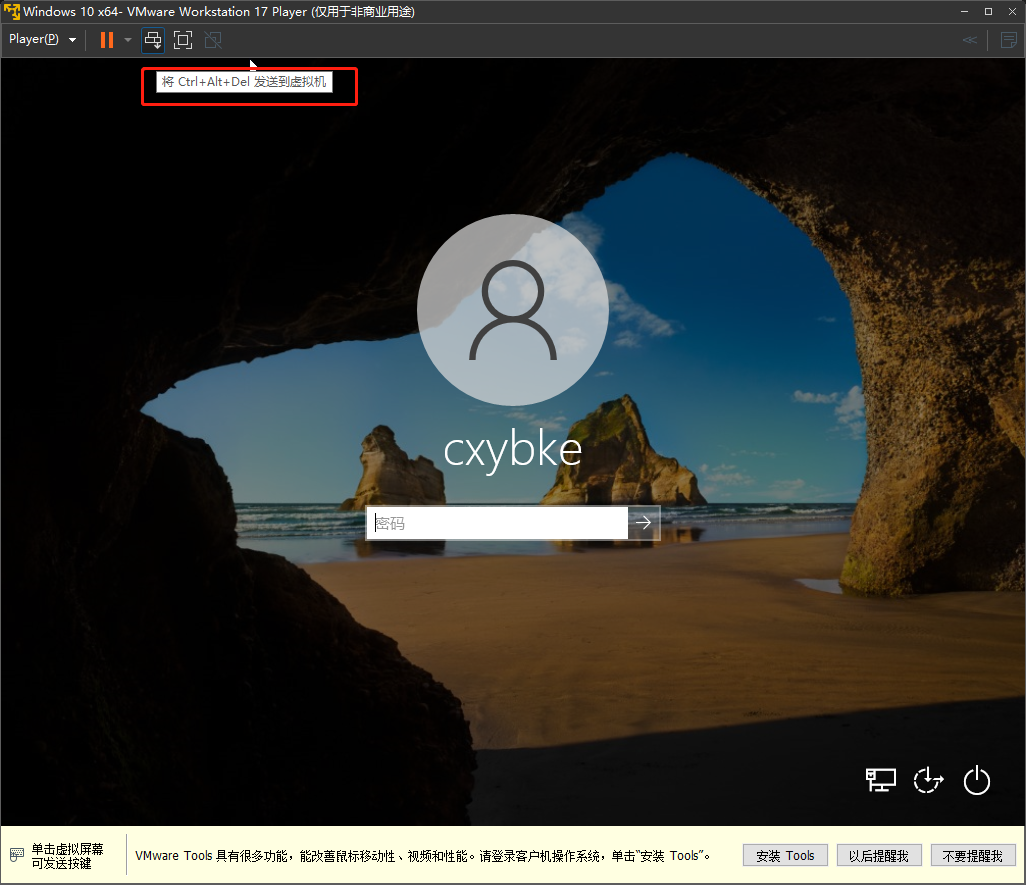 Windows 10 x64- VMware Workstation 17 Player (仅用于非商业用途)
Player(P)
将 Ctrl+Alt+Del 发送到虚拟机
cxybke
密码
单击虚拟屏幕
可发送按键
VMware Tools 具有很多功能，能改善鼠标移动性、视频和性能。请登录客户机操作系统，单击“安装 Tools”。
安装 Tools
以后提醒我
不要提醒我